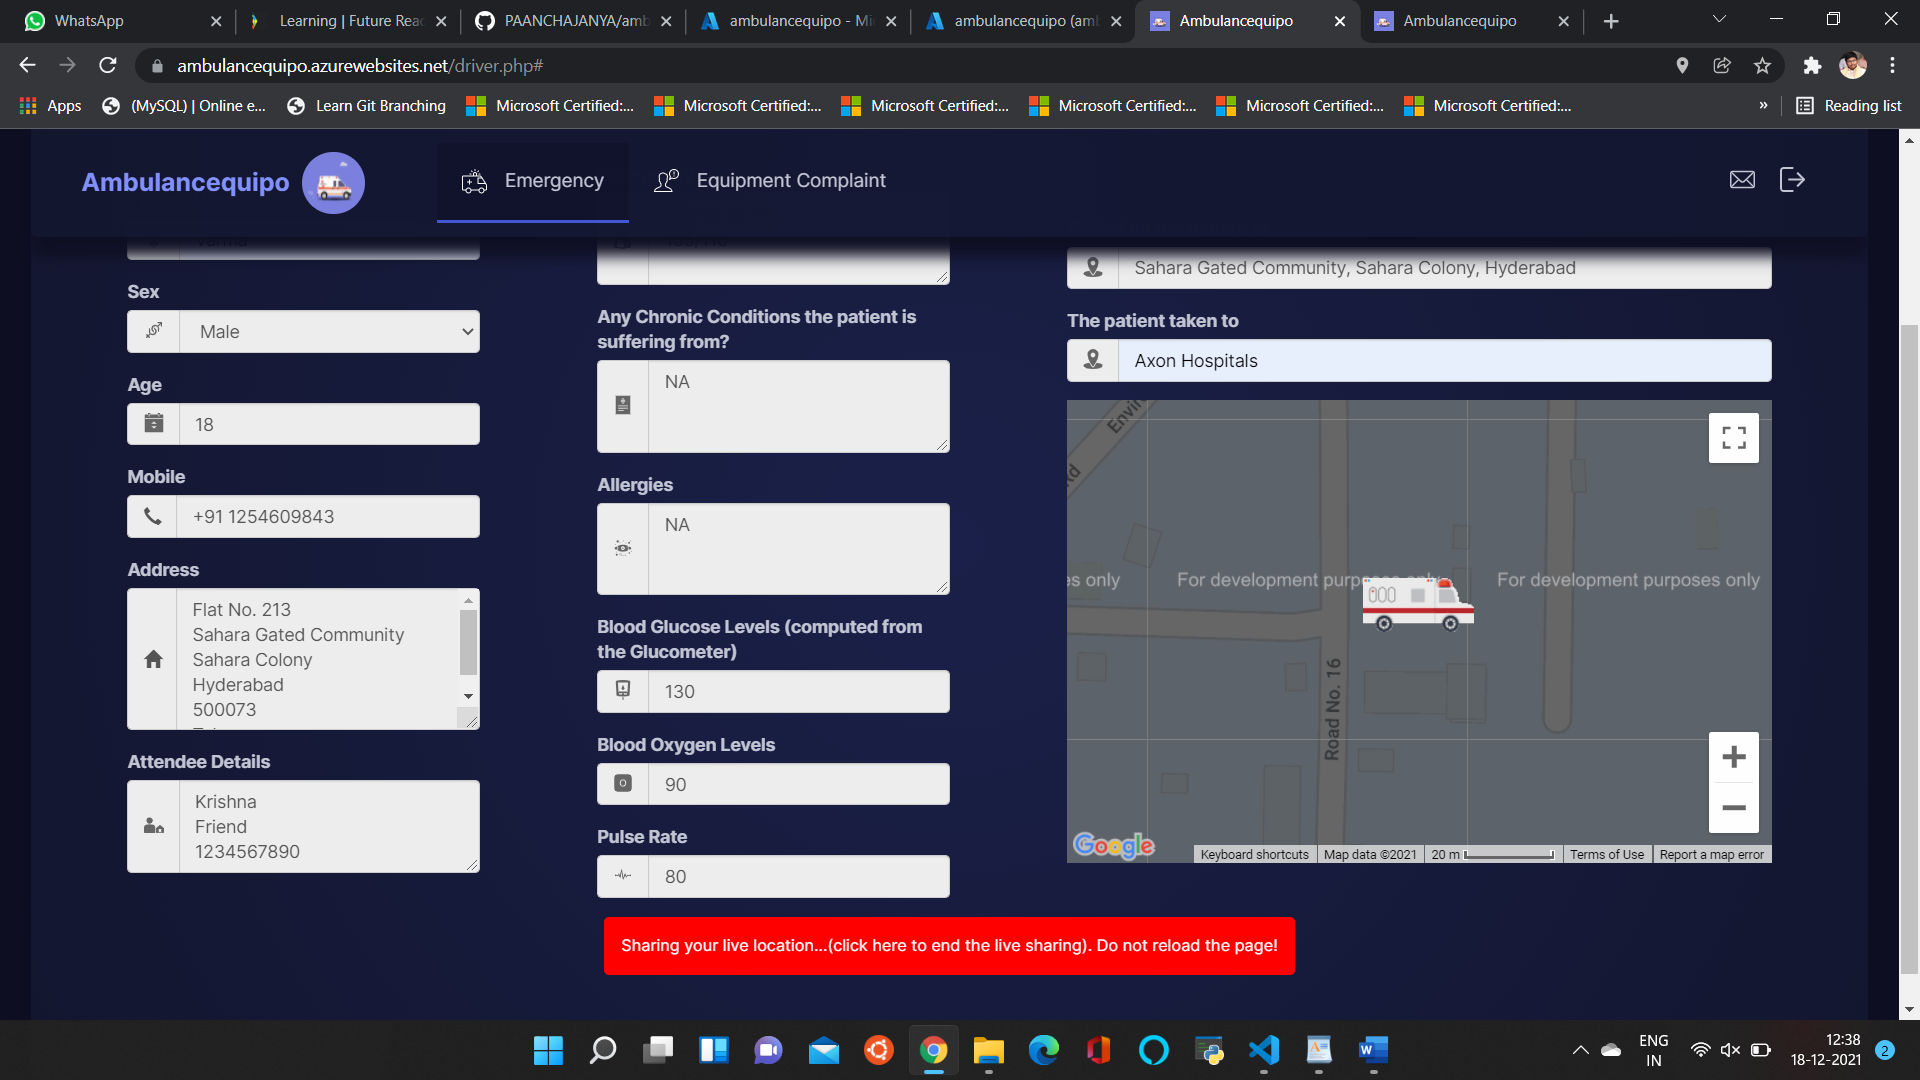 WhatsApp
Learning | Future Read
PAANCHAJANYA/amb
ambulancequipo - Mi
ambulancequipo (amb
Ambulancequipo
Ambulancequipo
ambulancequipo.azurewebsites.net/driver.php#
Apps
(MySQL) | Online e...
Learn Git Branching
Microsoft Certified:...
Microsoft Certified:...
Microsoft Certified:...
Microsoft Certified:...
Microsoft Certified:...
Microsoft Certified:...
»
Reading list
Ambulancequipo
Emergency
Equipment Complaint
Varma
Sex
Male
Age
18
Mobile
+91 1254609843
Address
Flat No. 213
Sahara Gated Community
Sahara Colony
Hyderabad
500073
Attendee Details
Krishna
Friend
1234567890
Any Chronic Conditions the patient is
suffering from?
NA
Allergies
NA
Blood Glucose Levels (computed from
the Glucometer)
130
Blood Oxygen Levels
90
Pulse Rate
80
Sahara Gated Community, Sahara Colony, Hyderabad
The patient taken to
Axon Hospitals
Envir
Rd
es only
For development purposes only
For development purposes only
Road No. 16
Google
Keyboard shortcuts
Map data ©2021
20 m
Terms of Use
Report a map error
Sharing your live location...(click here to end the live sharing). Do not reload the page!
ENG
IN
12:38
18-12-2021
2